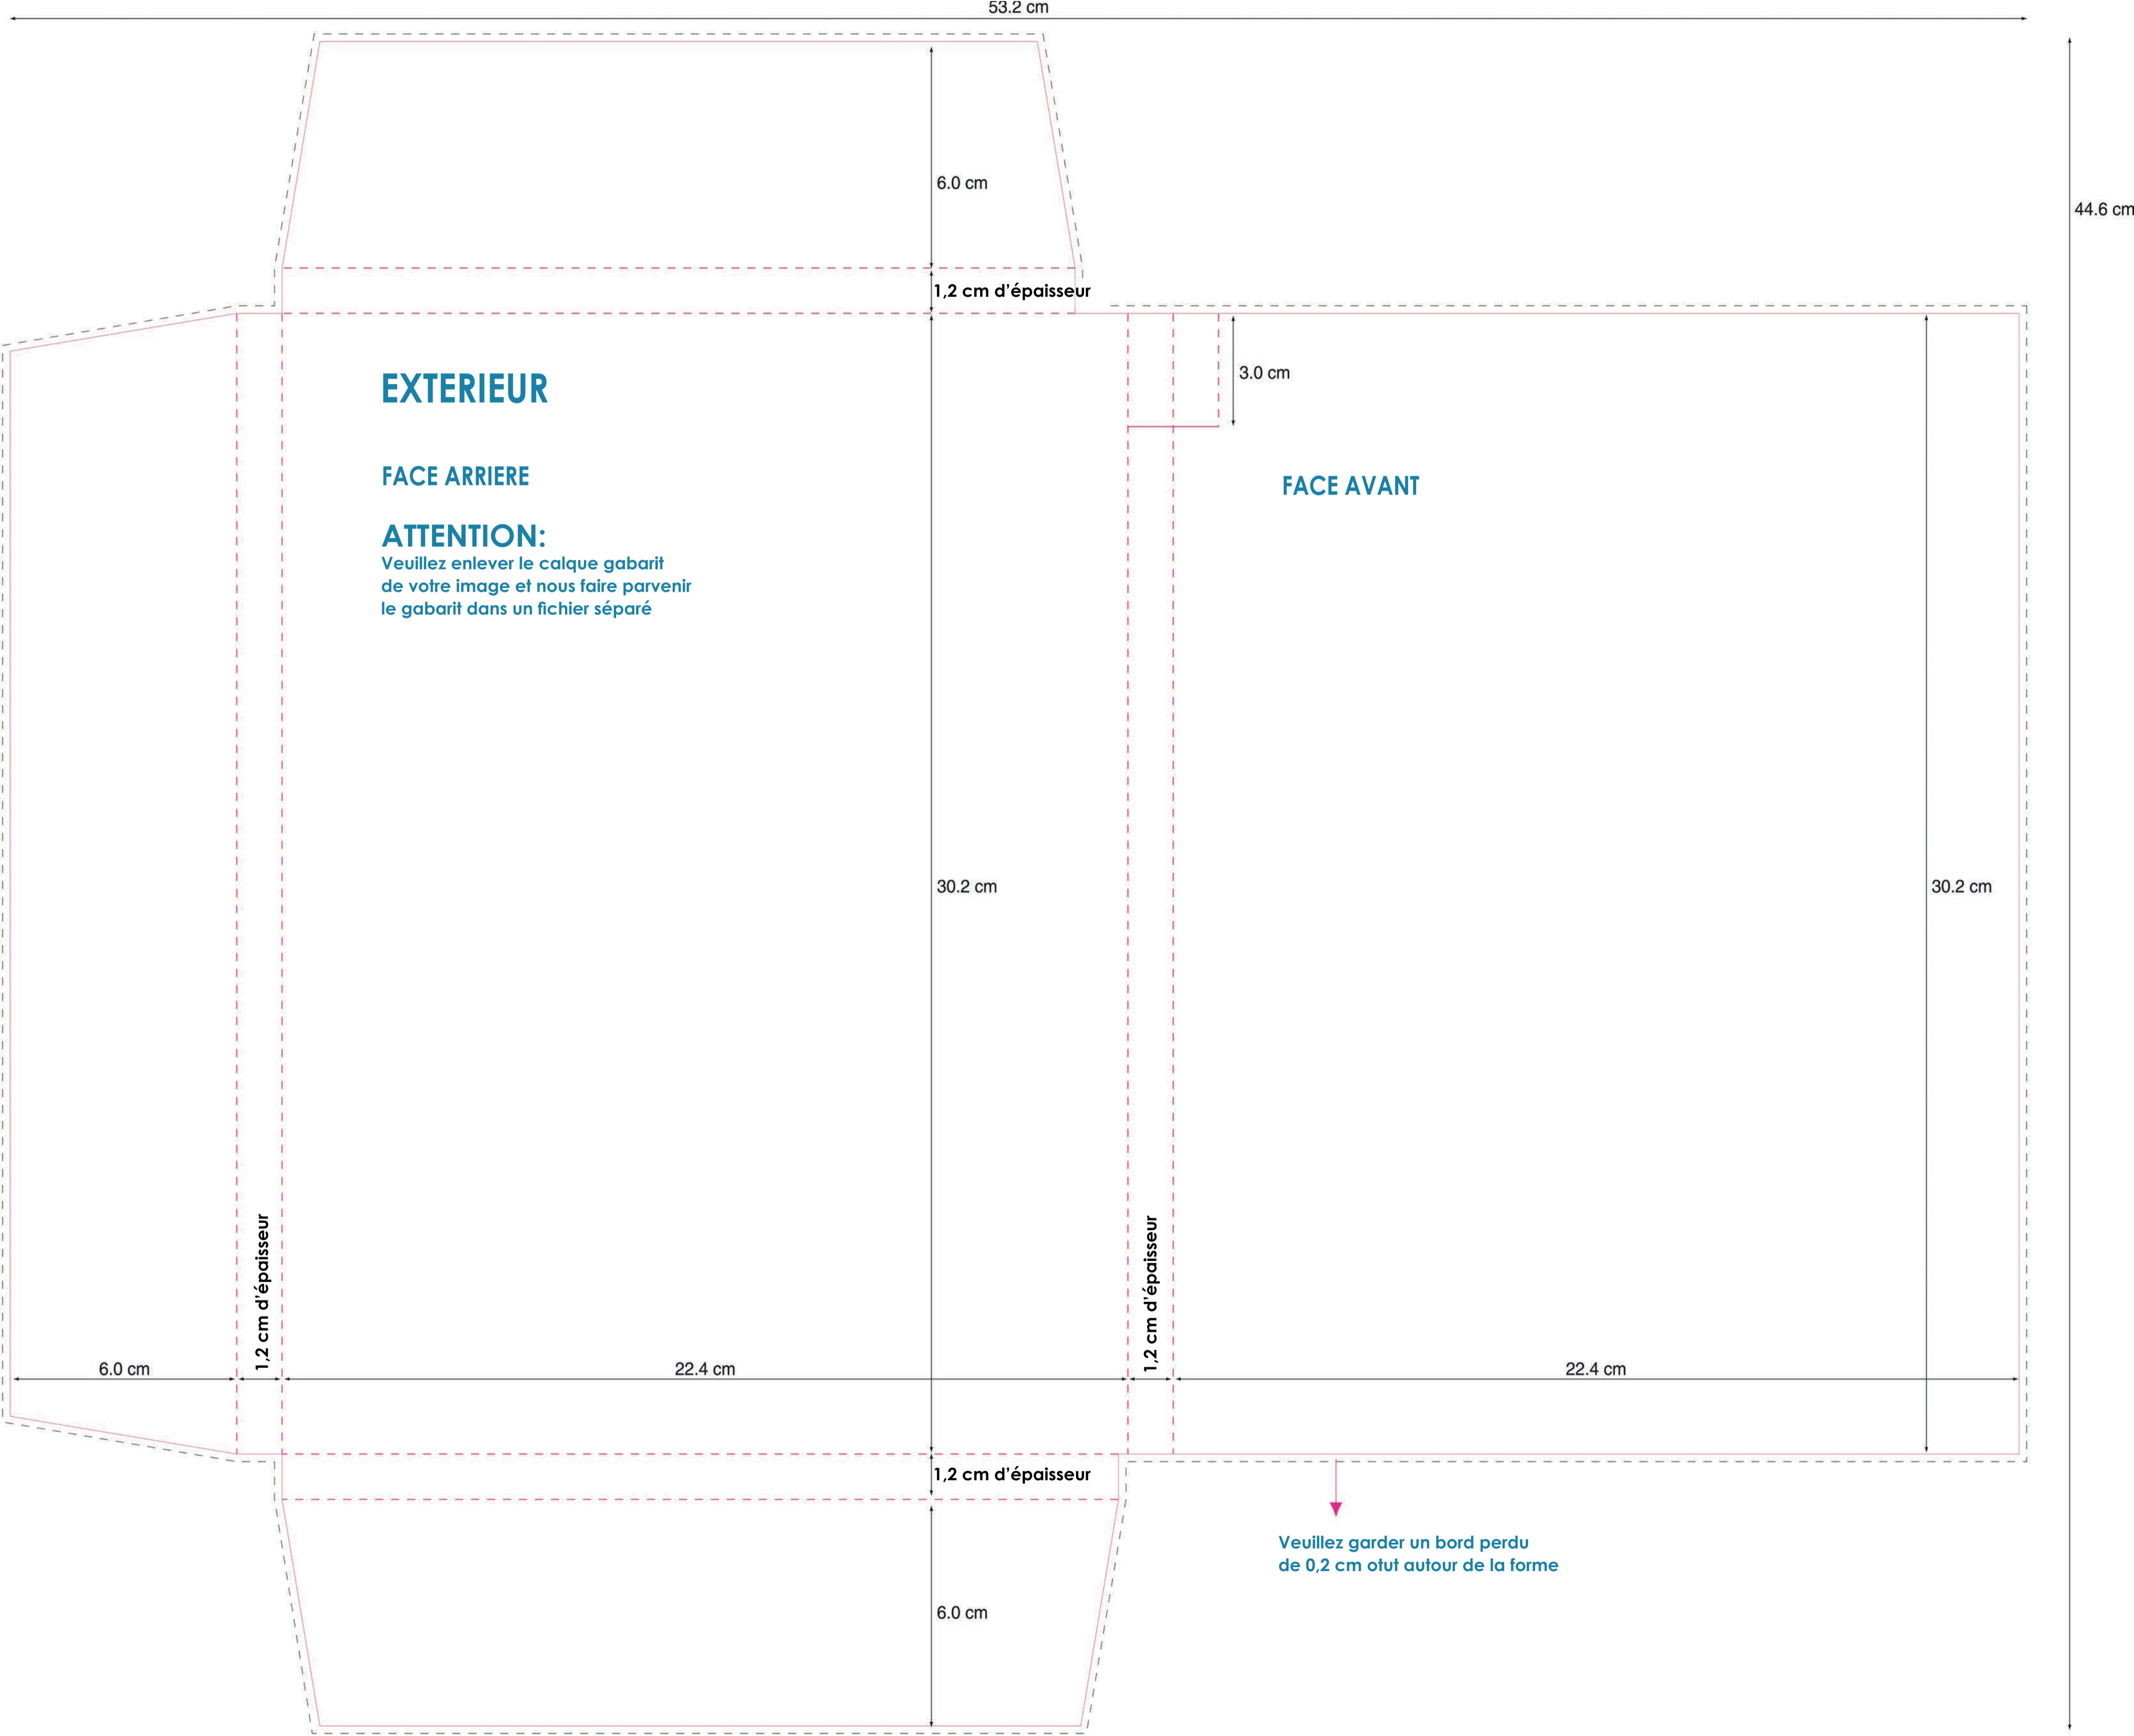 53.2 cm
6.0 cm
44.6 cm
1,2 cm d'épaisseur
3.0 cm
EXTERIEUR
FACE ARRIERE
FACE AVANT
ATTENTION:
Veuillez enlever le calque gabarit
de votre image et nous faire parvenir
le gabarit dans un fichier séparé
30.2 cm
30.2 cm
1,2 cm d'épaisseur
1,2 cm d'épaisseur
6.0 cm
22.4 cm
22.4 cm
1,2 cm d'épaisseur
Veuillez garder un bord perdu
de 0,2 cm otut autour de la forme
6.0 cm